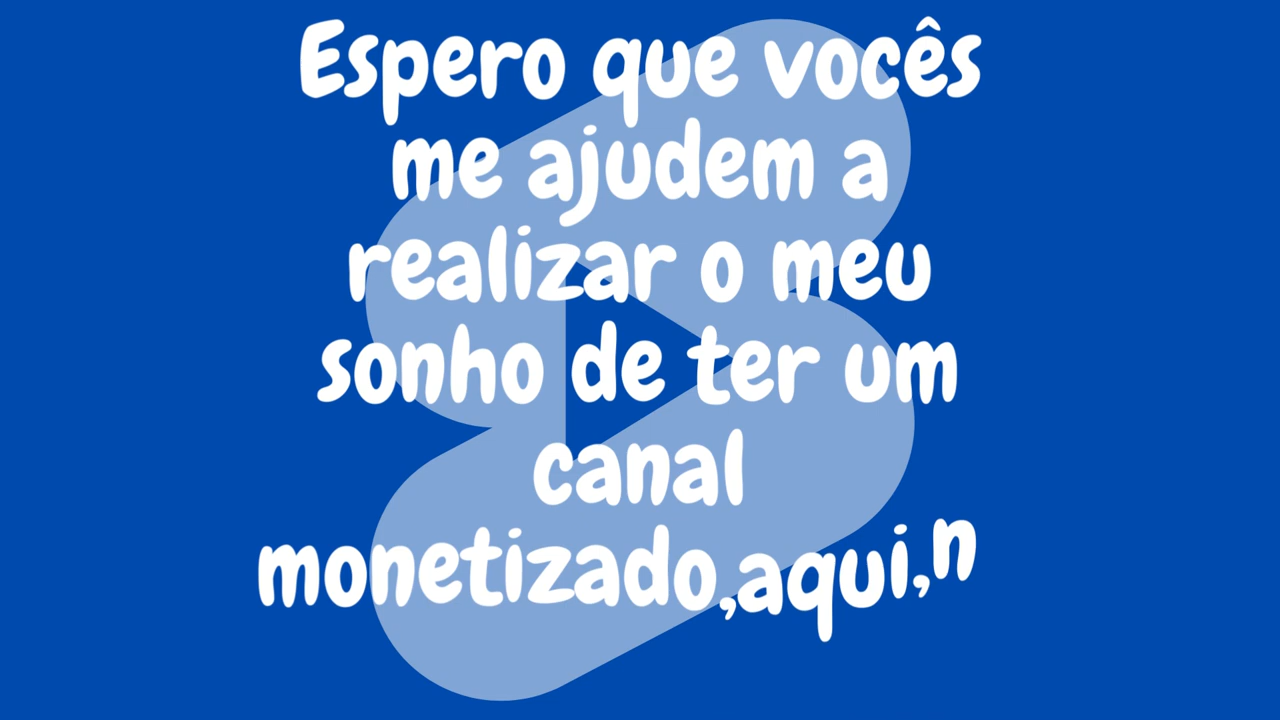 Espero que vocês
me ajudem a
realizar o meu
sonho de ter um
canal
monetizado,aqui,n